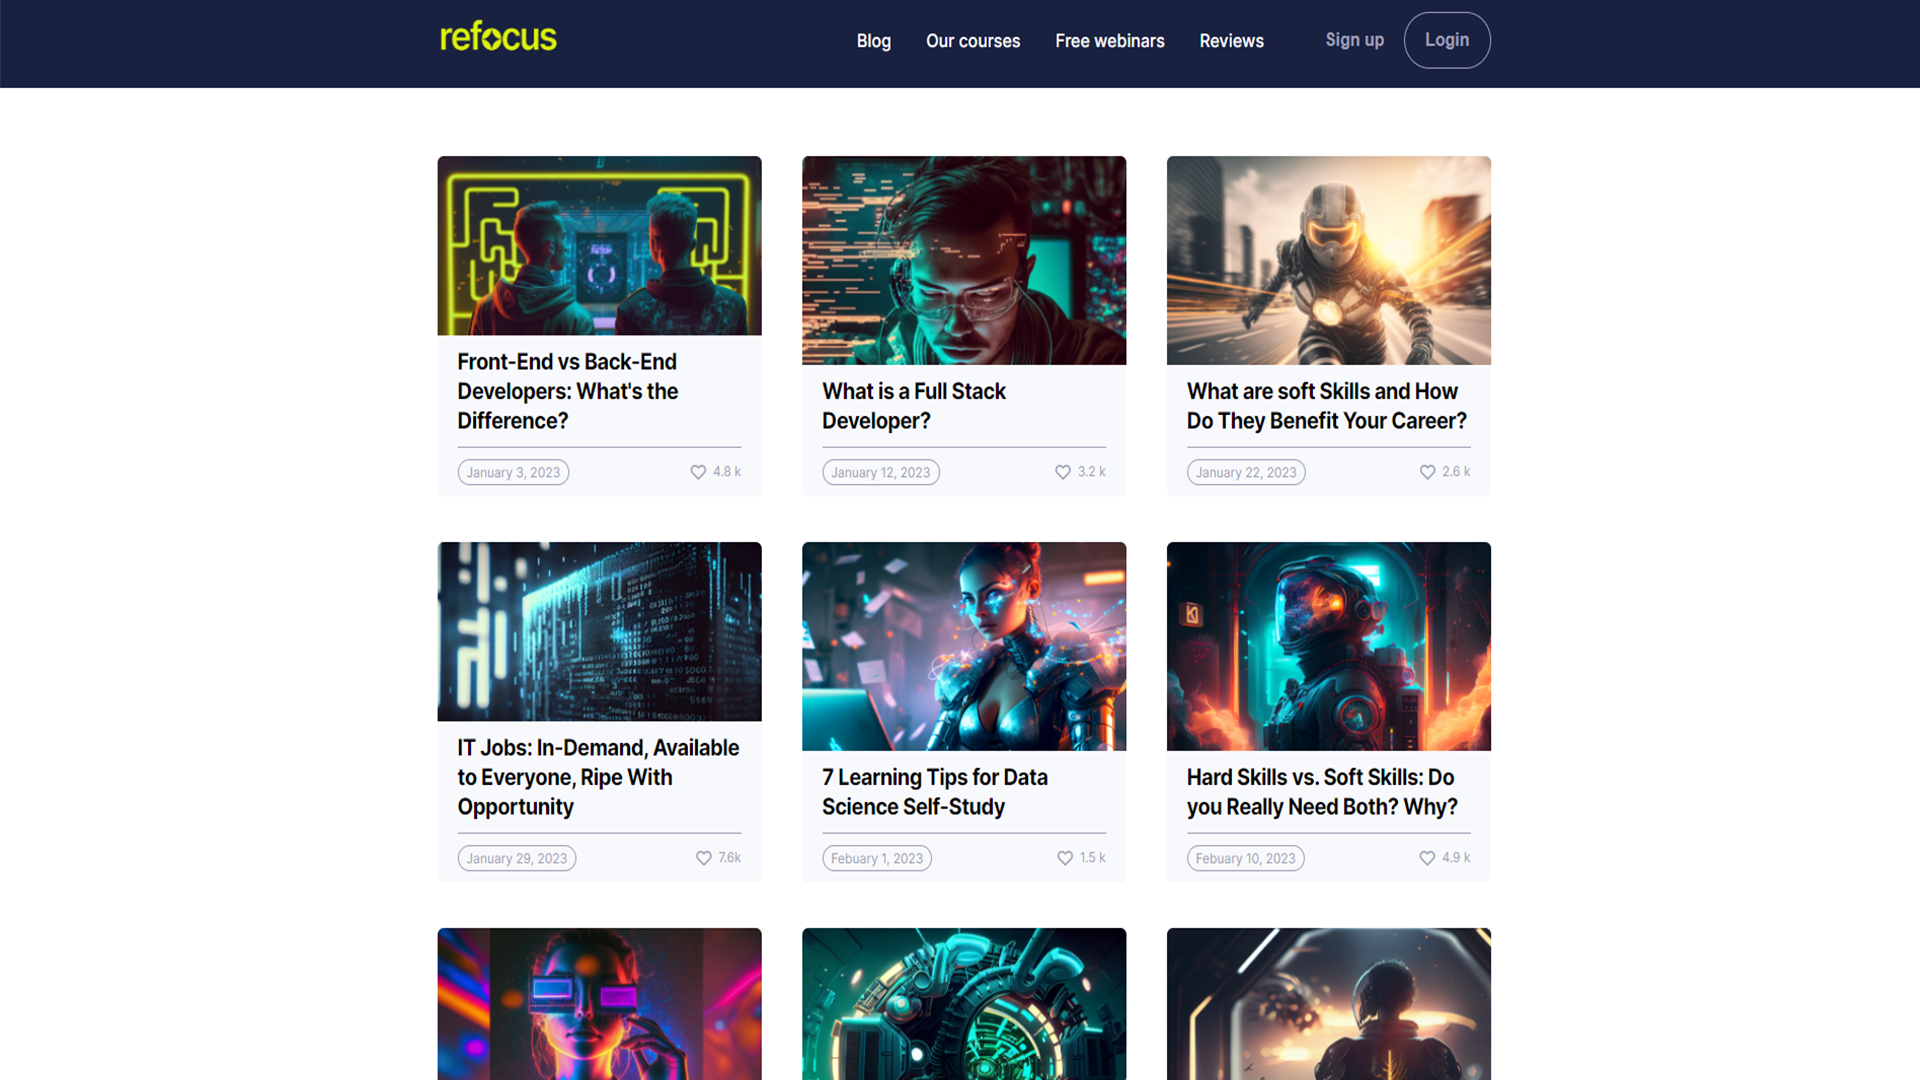 refocus
Blog
Our courses
Free webinars
Reviews
Sign up
Login
Front-End vs Back-End
Developers: What's the
Difference?
January 3, 2023
4.8 k
What is a Full Stack
Developer?
January 12, 2023
3.2 k
What are soft Skills and How
Do They Benefit Your Career?
January 22, 2023
2.6 k
IT Jobs: In-Demand, Available
to Everyone, Ripe With
Opportunity
January 29, 2023
7.6k
7 Learning Tips for Data
Science Self-Study
Febuary 1, 2023
1.5 k
Hard Skills vs. Soft Skills: Do
you Really Need Both? Why?
Febuary 10, 2023
4.9 k